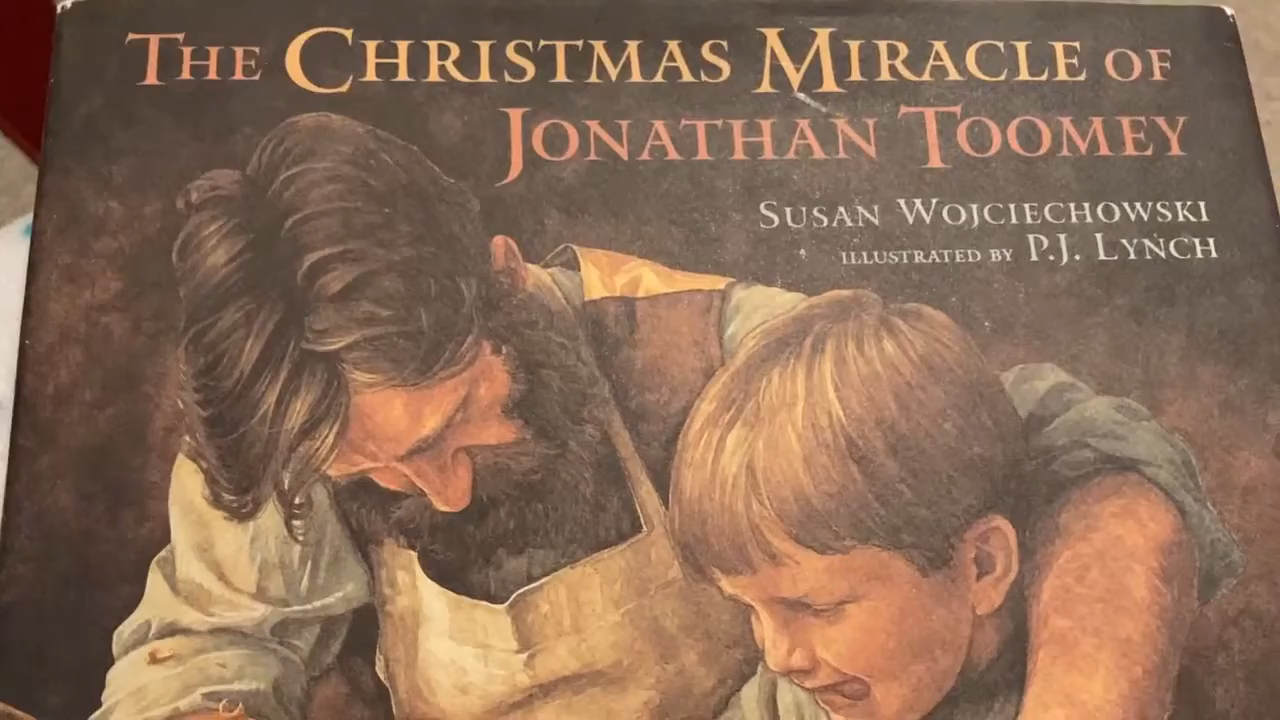 THE CHRISTMAS MIRACLE OF
JONATHAN TOOMEY
SUSAN WOJCIECHOWSKI
ILLUSTRATED BY P.J. LYNCH